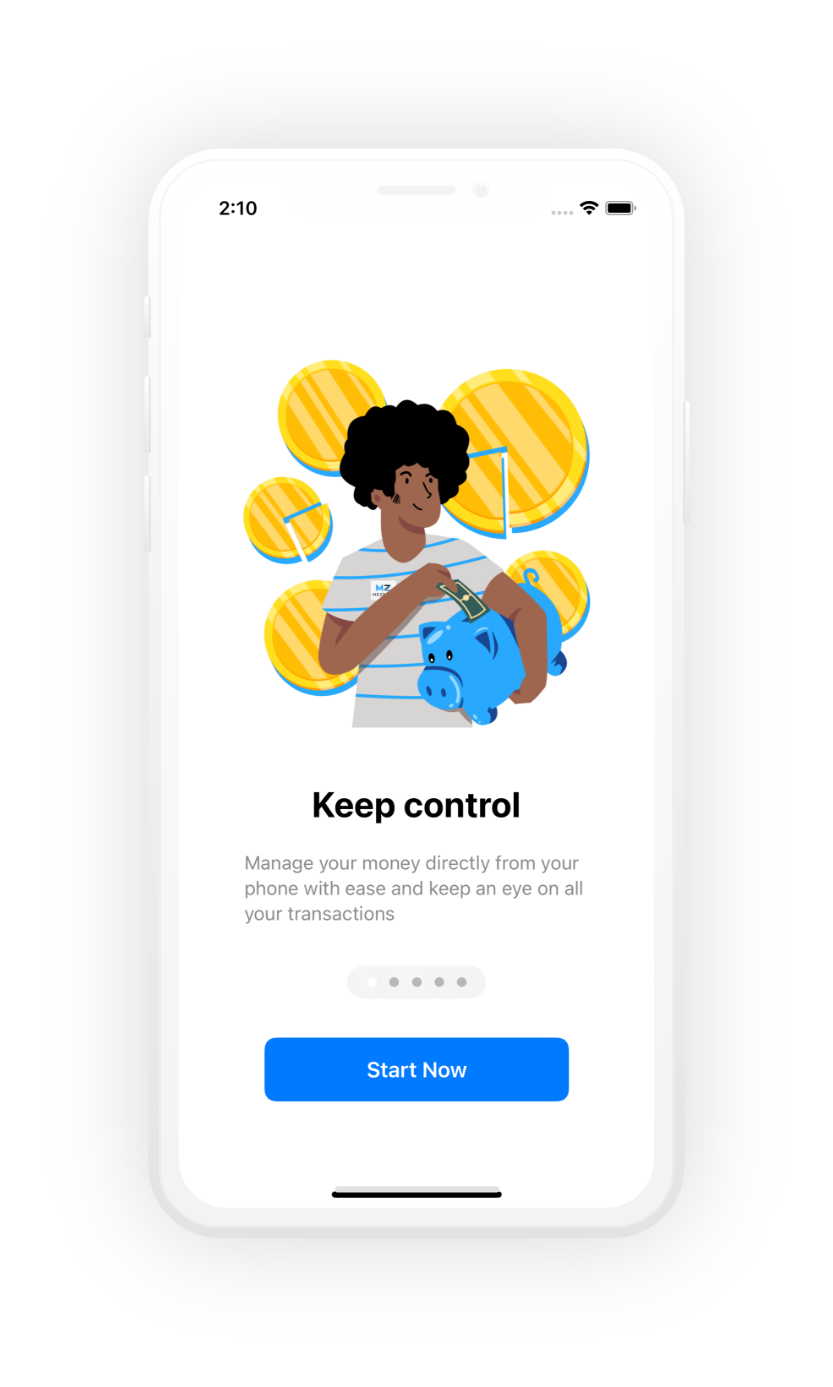 2:10
MZ
Keep control
Manage your money directly from your
phone with ease and keep an eye on all
your transactions
Start Now